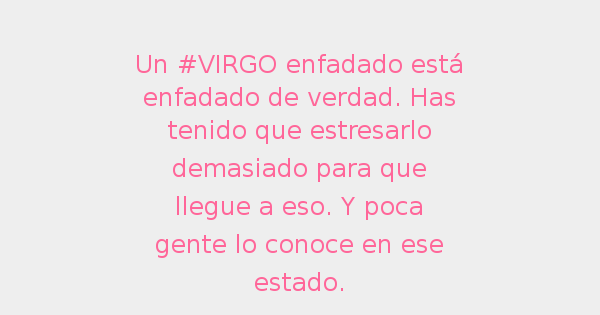 Un #VIRGO enfadado está
enfadado de verdad. Has
tenido que estresarlo
demasiado para que
llegue a eso. Y poca
gente lo conoce en ese
estado.